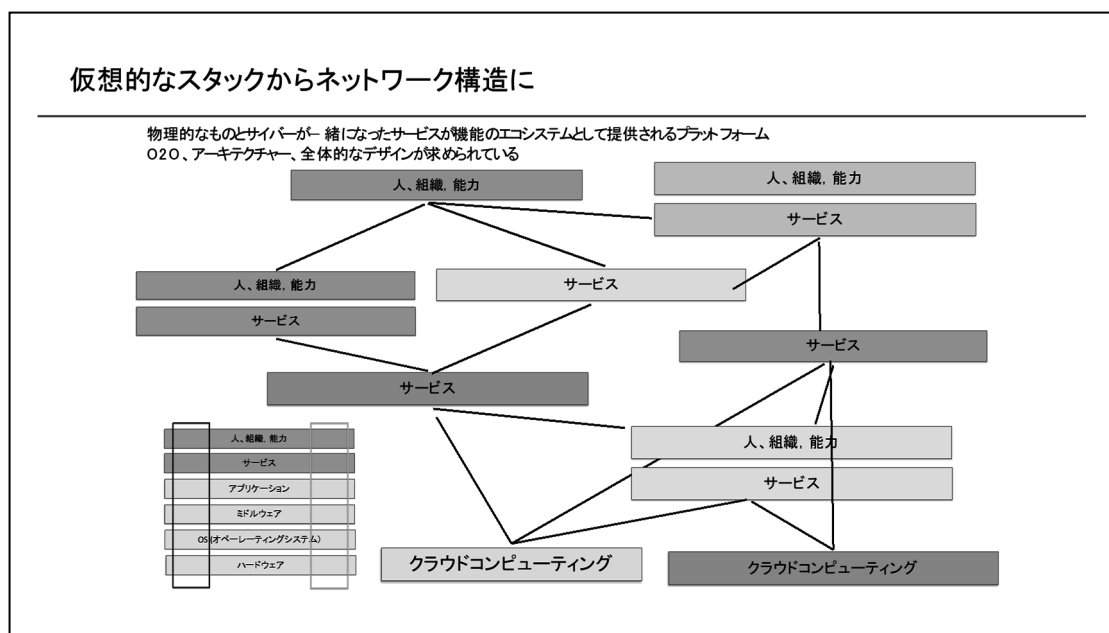 仮想的なスタックからネットワーク構造に
物理的なものとサイバーが一緒になったサービスが機能のエコシステムとして提供されるプラットフォーム
O2O、アーキテクチャー、全体的なデザインが求められている
人、組織, 能力
人、組織, 能力
サービス
人、組織, 能力
サービス
サービス
サービス
サービス
人、組織, 能力
サービス
人、組織, 能力
サービス
アプリケーション
ミドルウェア
OS(オペレーティングシステム)
ハードウェア
クラウドコンピューティング
クラウドコンピューティング